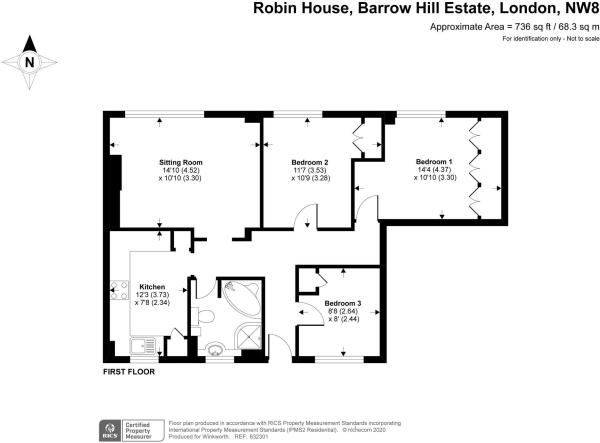 Robin House, Barrow Hill Estate, London, NW8
Approximate Area = 736 sq ft / 68.3 sq m
For identification only - Not to scale
N
Sitting Room
14'10 (4.52)
x 10'10 (3.30)
Bedroom 2
11'7 (3.53)
x 10'9 (3.28)
Bedroom 1
14'4 (4.37)
x 10'10 (3.30)
Kitchen
12'3 (3.73)
x 7'8 (2.34)
Bedroom 3
8'8 (2.64)
x 8' (2.44)
FIRST FLOOR
RICS
Certified
Property
Measurer
Floor plan produced in accordance with RICS Property Measurement Standards incorporating
International Property Measurement Standards (IPMS2 Residential). © nichecom 2020.
Produced for Winkworth. REF: 632301